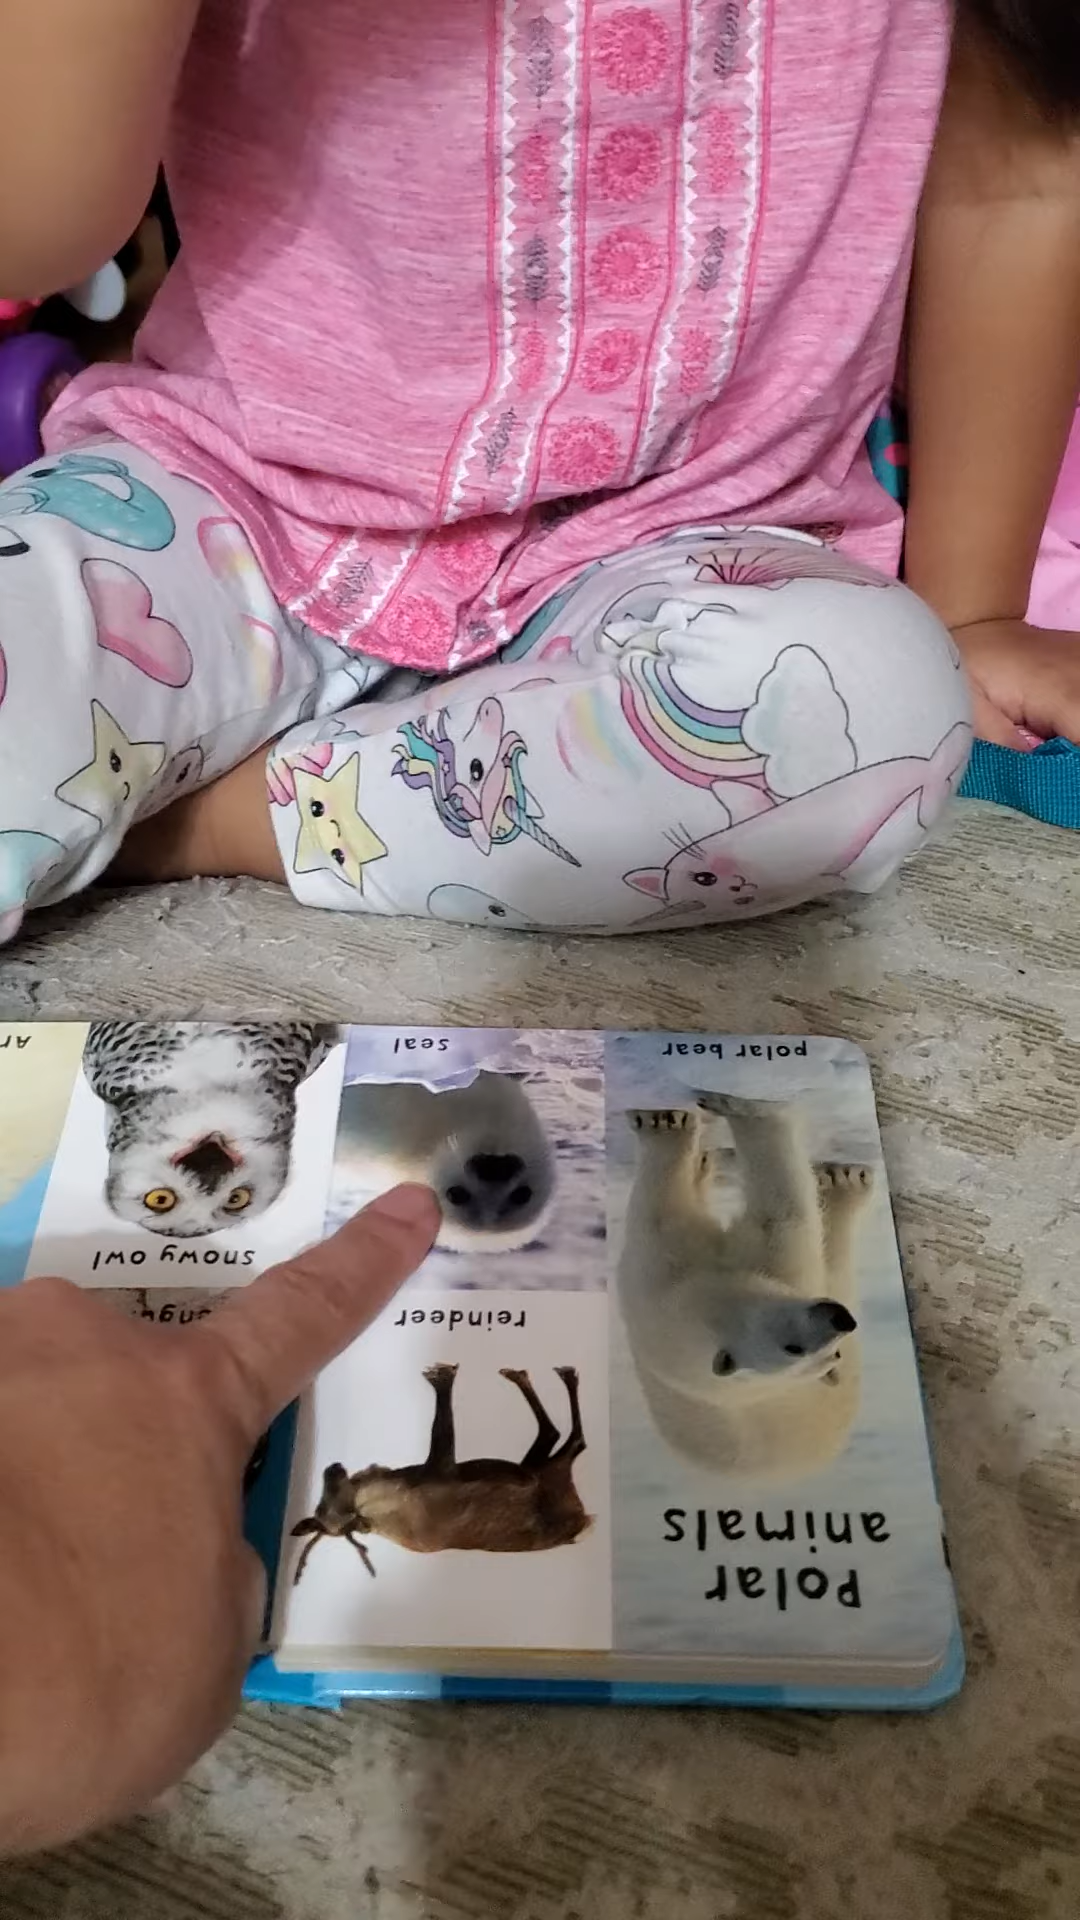 Polar
animals
polar bear
reindeer
seal
snowy owl